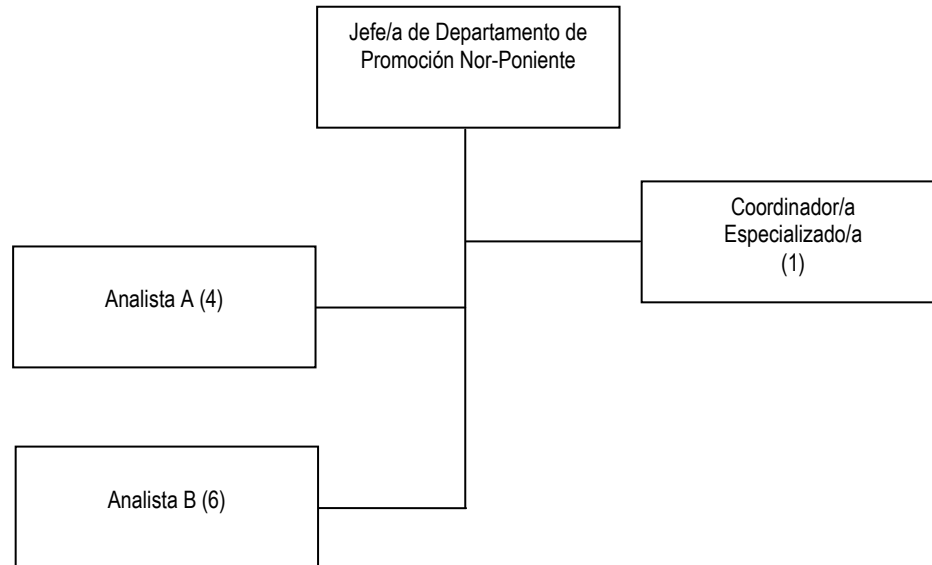 Jefe/a de Departamento de
Promoción Nor-Poniente
Coordinador/a
Especializado/a
(1)
Analista A (4)
Analista B (6)